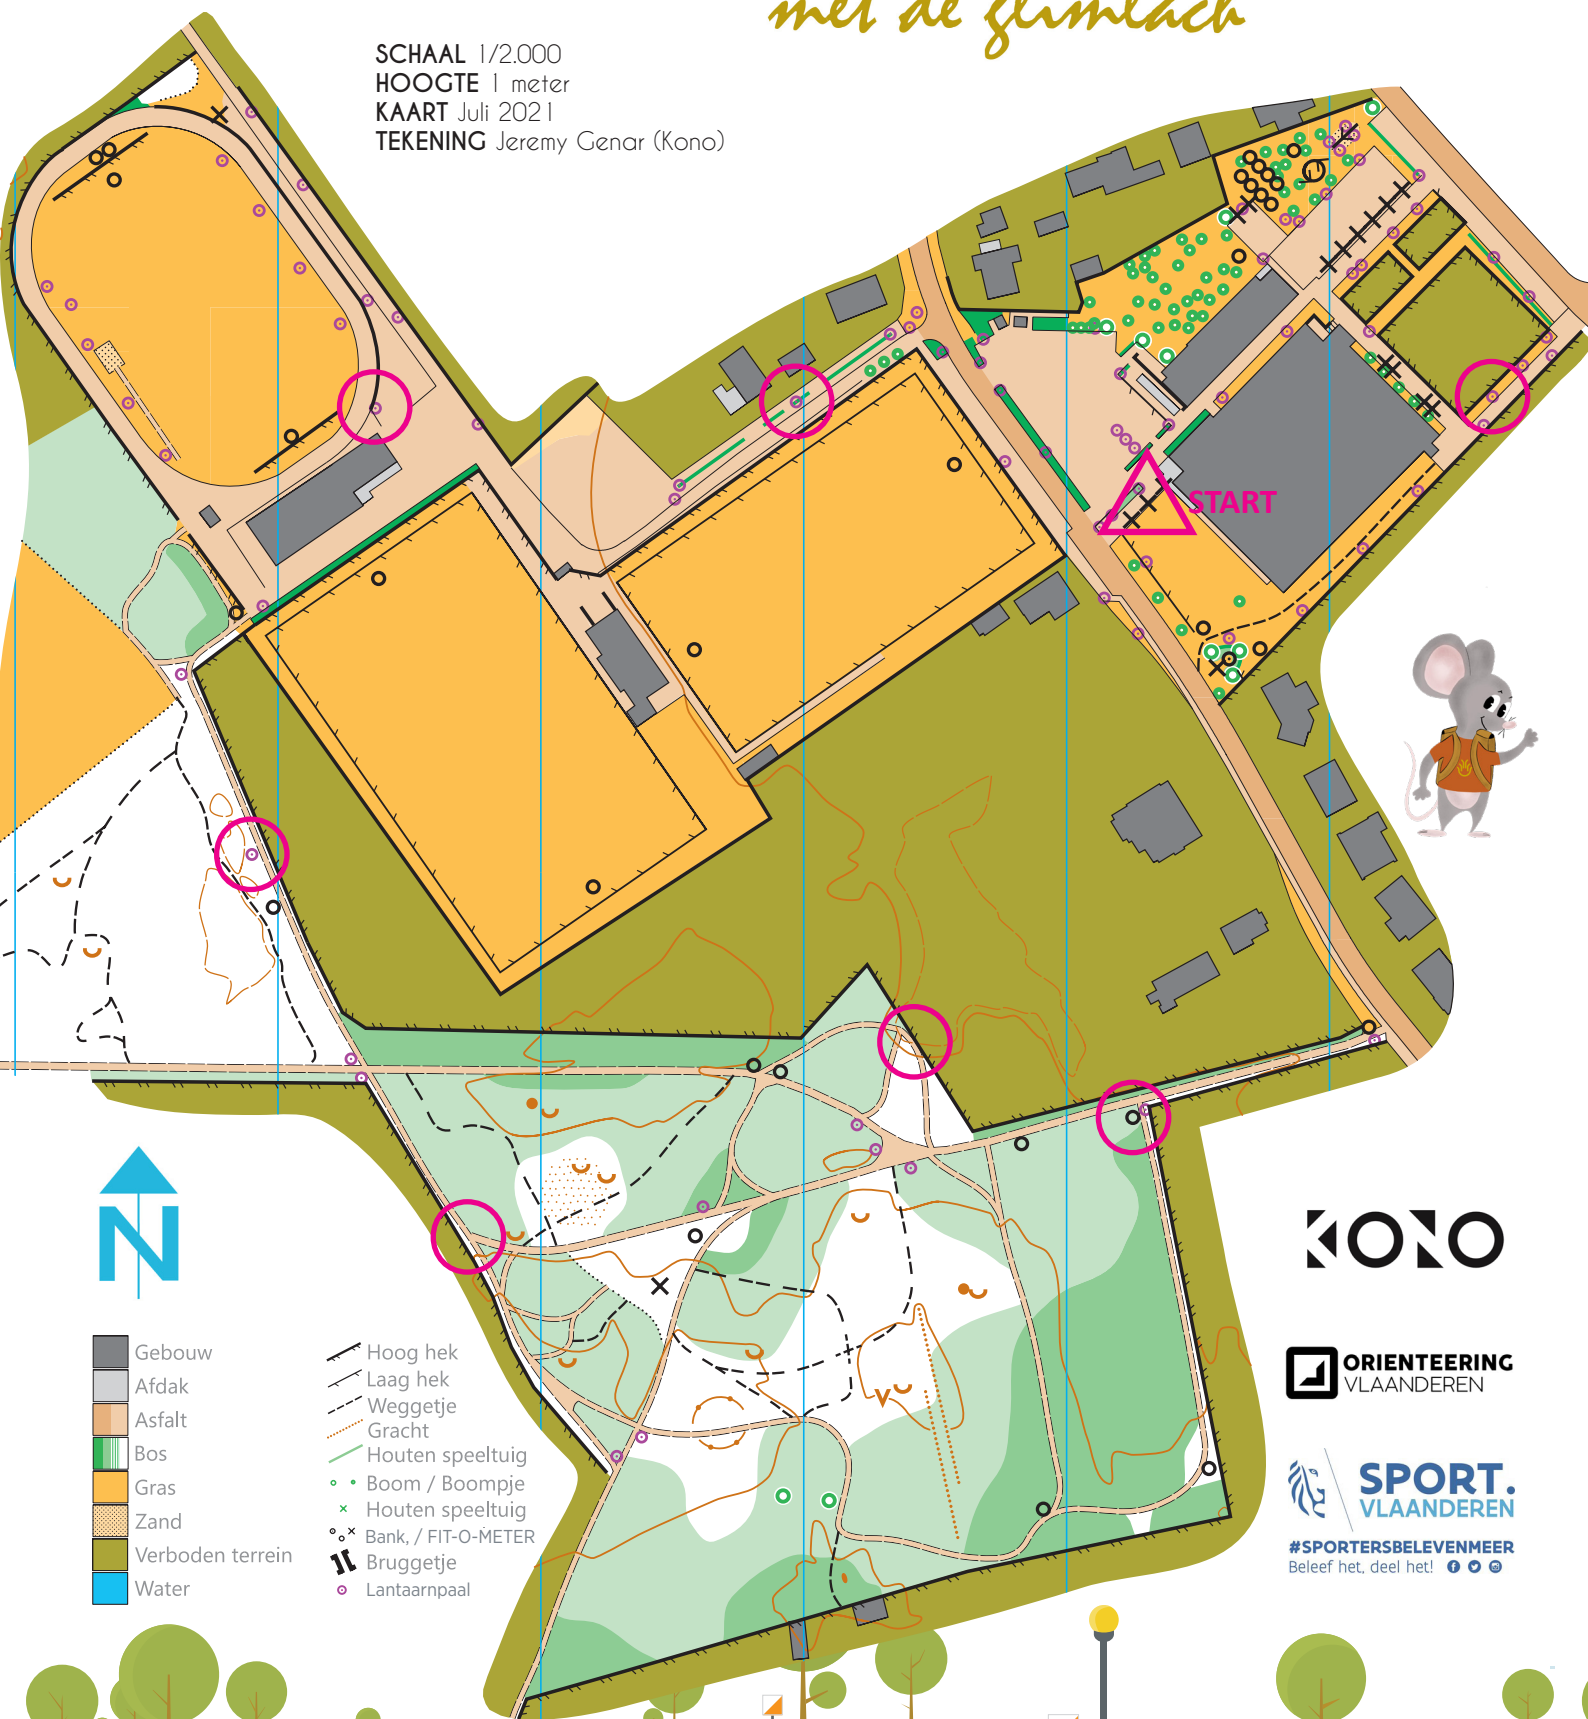 met de glimlach
SCHAAL 1/2.000
HOOGTE 1 meter
KAART Juli 2021
TEKENING Jeremy Genar (Kono)
START
N
Gebouw
Afdak
Asfalt
Bos
Gras
Zand
Verboden terrein
Water
Hoog hek
Laag hek
Weggetje
Gracht
Houten speeltuig
Boom / Boompje
Houten speeltuig
Bank, / FIT-O-METER
Bruggetje
Lantaarnpaal
KONO
ORIENTEERING
VLAANDEREN
SPORT.
VLAANDEREN
#SPORTERSBELEVENMEER
Beleef het, deel het!